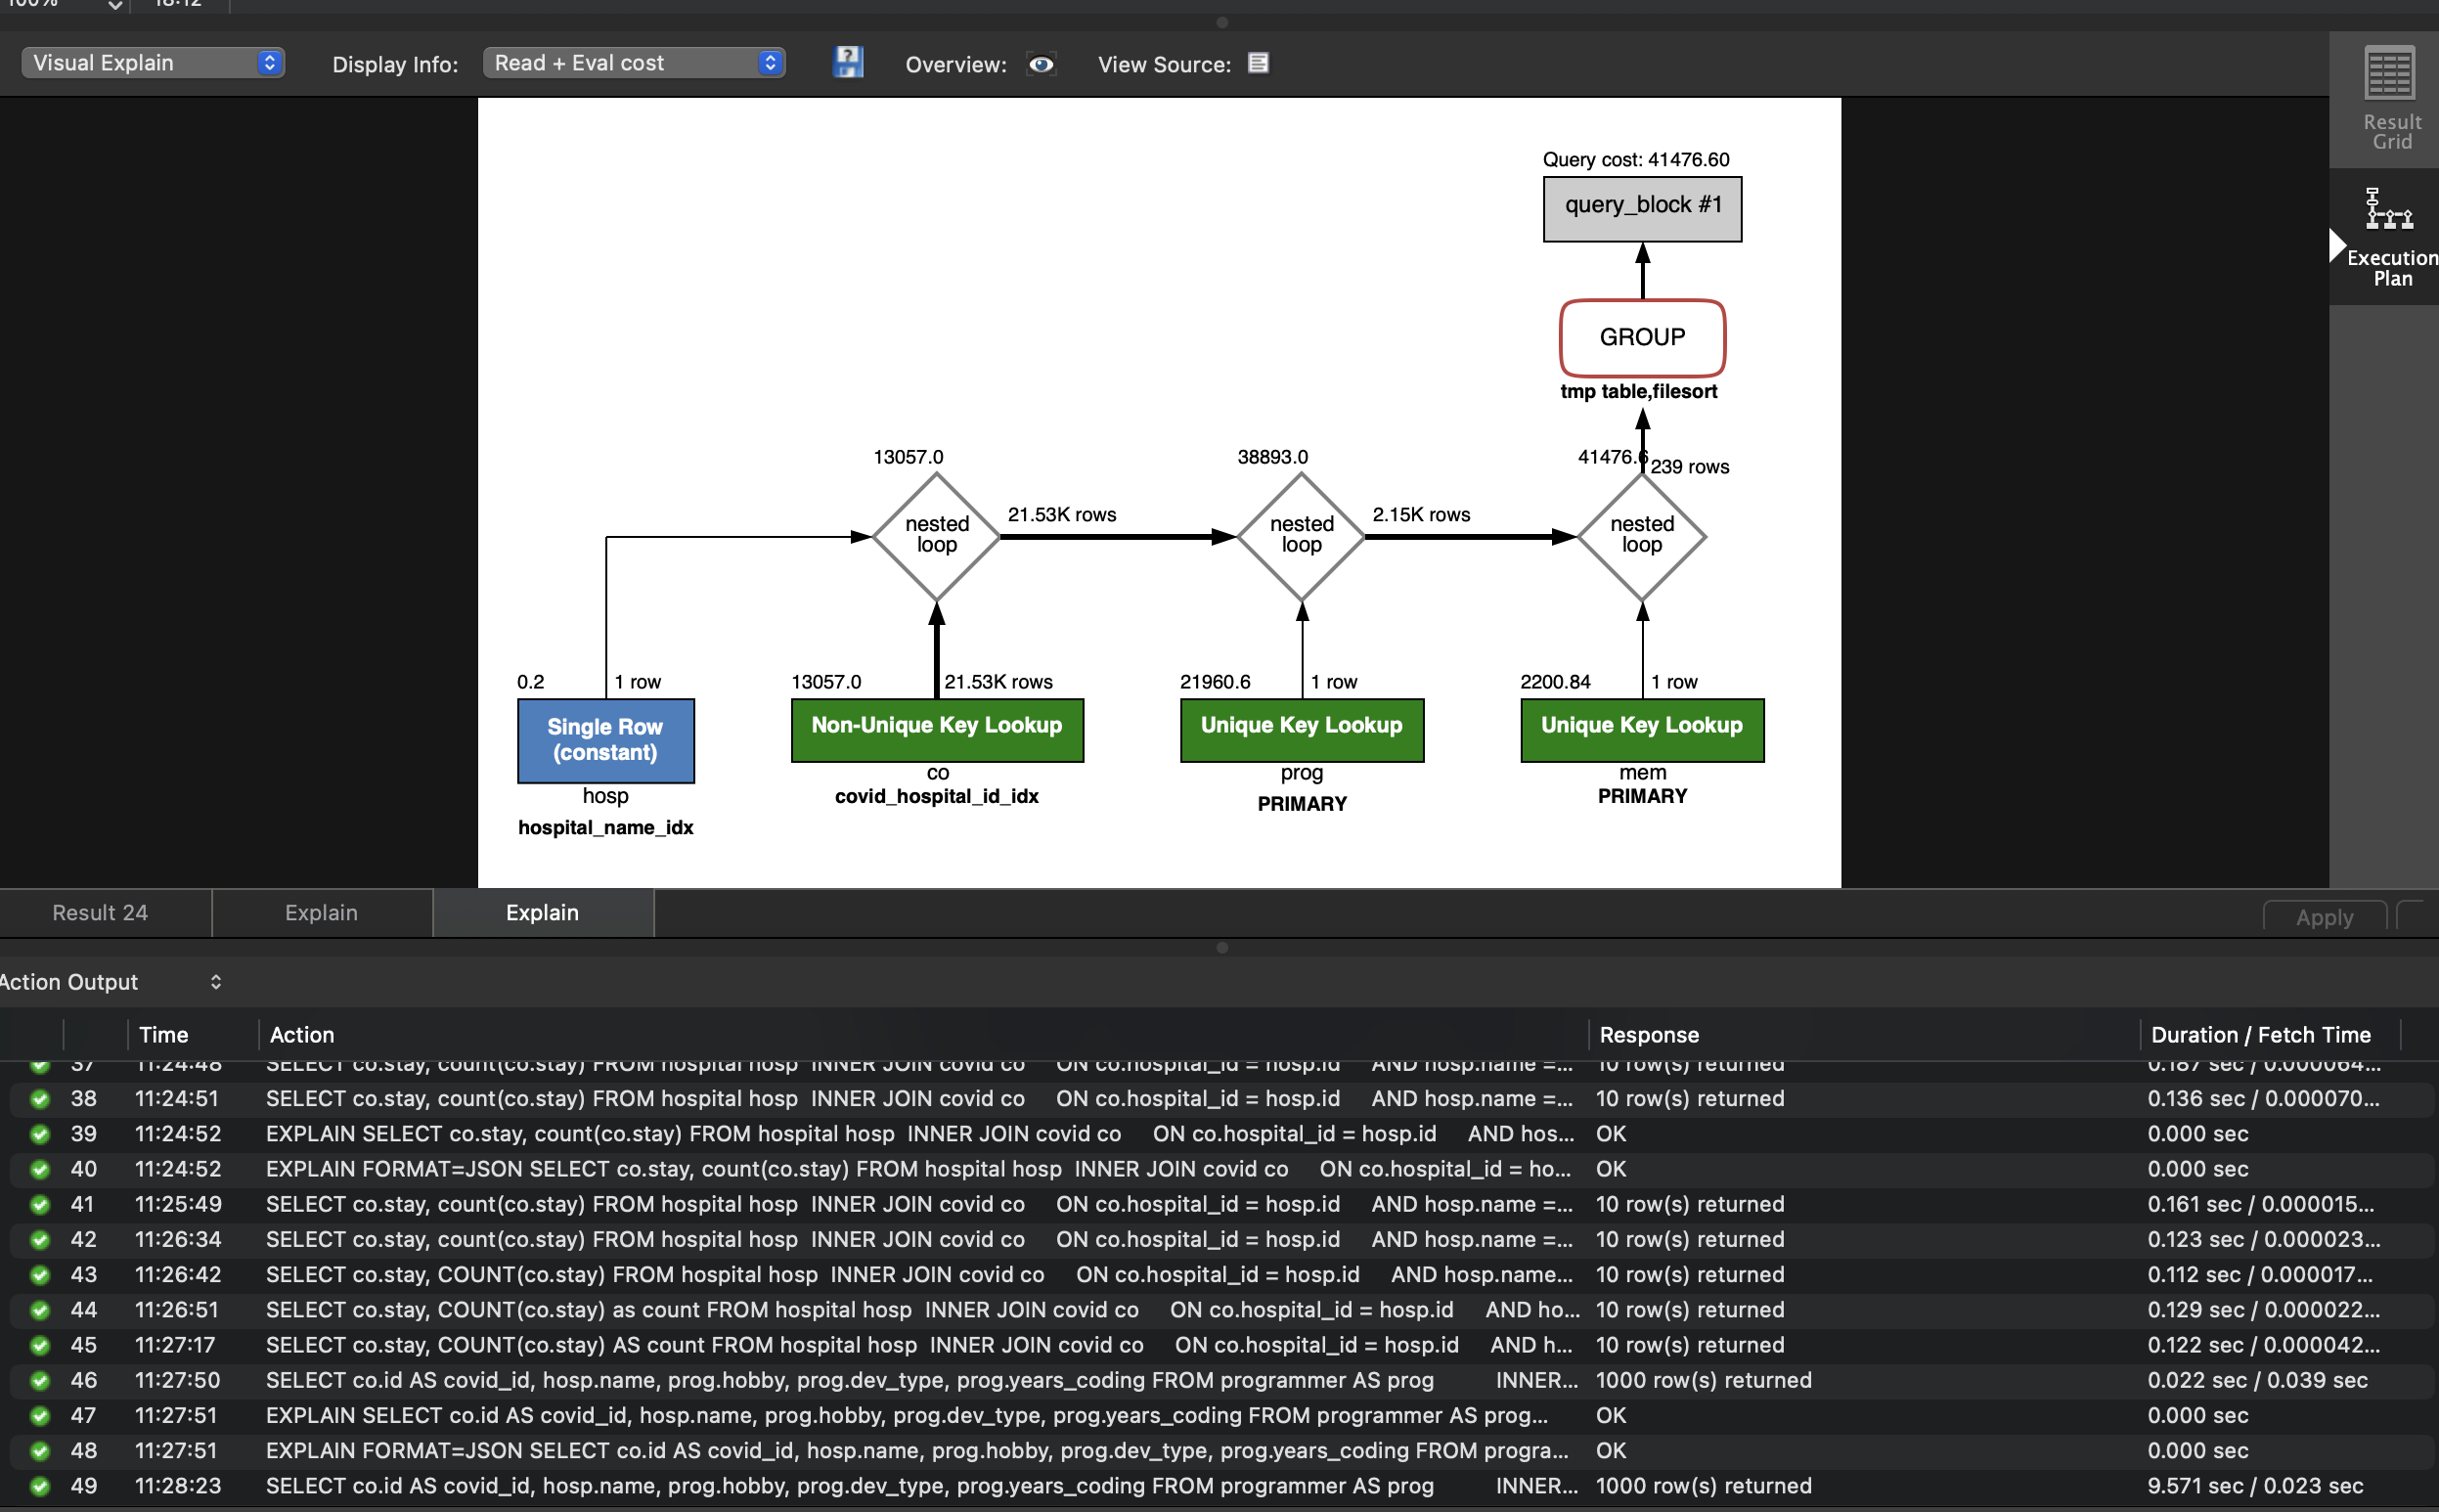 100%
18:12
Visual Explain
Display Info:
Read + Eval cost
Overview:
View Source:
Result
Grid
Execution
Plan
Query cost: 41476.60
query_block #1
GROUP
tmp table,filesort
13057.0
38893.0
41476.6
239 rows
nested
loop
21.53K rows
nested
loop
2.15K rows
nested
loop
0.2
1 row
13057.0
21.53K rows
21960.6
1 row
2200.84
1 row
Single Row
(constant)
Non-Unique Key Lookup
Unique Key Lookup
Unique Key Lookup
hosp
hospital_name_idx
co
covid_hospital_id_idx
prog
PRIMARY
mem
PRIMARY
Result 24
Explain
Explain
Apply
Action Output
Time Action Response Duration / Fetch Time
37 11:24:48 SELECT co.stay, count(co.stay) FROM hospital hosp INNER JOIN covid co ON co.hospital_id = hosp.id AND hosp.name =... 10 row(s) returned 0.187 sec / 0.000064...
38 11:24:51 SELECT co.stay, count(co.stay) FROM hospital hosp INNER JOIN covid co ON co.hospital_id = hosp.id AND hosp.name =... 10 row(s) returned 0.136 sec / 0.000070...
39 11:24:52 EXPLAIN SELECT co.stay, count(co.stay) FROM hospital hosp INNER JOIN covid co ON co.hospital_id = hosp.id AND hos... OK 0.000 sec
40 11:24:52 EXPLAIN FORMAT=JSON SELECT co.stay, count(co.stay) FROM hospital hosp INNER JOIN covid co ON co.hospital_id = ho... OK 0.000 sec
41 11:25:49 SELECT co.stay, count(co.stay) FROM hospital hosp INNER JOIN covid co ON co.hospital_id = hosp.id AND hosp.name =... 10 row(s) returned 0.161 sec / 0.000015...
42 11:26:34 SELECT co.stay, count(co.stay) FROM hospital hosp INNER JOIN covid co ON co.hospital_id = hosp.id AND hosp.name =... 10 row(s) returned 0.123 sec / 0.000023...
43 11:26:42 SELECT co.stay, COUNT(co.stay) FROM hospital hosp INNER JOIN covid co ON co.hospital_id = hosp.id AND hosp.name... 10 row(s) returned 0.112 sec / 0.000017...
44 11:26:51 SELECT co.stay, COUNT(co.stay) as count FROM hospital hosp INNER JOIN covid co ON co.hospital_id = hosp.id AND ho... 10 row(s) returned 0.129 sec / 0.000022...
45 11:27:17 SELECT co.stay, COUNT(co.stay) AS count FROM hospital hosp INNER JOIN covid co ON co.hospital_id = hosp.id AND h... 10 row(s) returned 0.122 sec / 0.000042...
46 11:27:50 SELECT co.id AS covid_id, hosp.name, prog.hobby, prog.dev_type, prog.years_coding FROM programmer AS prog INNER... 1000 row(s) returned 0.022 sec / 0.039 sec
47 11:27:51 EXPLAIN SELECT co.id AS covid_id, hosp.name, prog.hobby, prog.dev_type, prog.years_coding FROM programmer AS prog... OK 0.000 sec
48 11:27:51 EXPLAIN FORMAT=JSON SELECT co.id AS covid_id, hosp.name, prog.hobby, prog.dev_type, prog.years_coding FROM progra... OK 0.000 sec
49 11:28:23 SELECT co.id AS covid_id, hosp.name, prog.hobby, prog.dev_type, prog.years_coding FROM programmer AS prog INNER... 1000 row(s) returned 9.571 sec / 0.023 sec